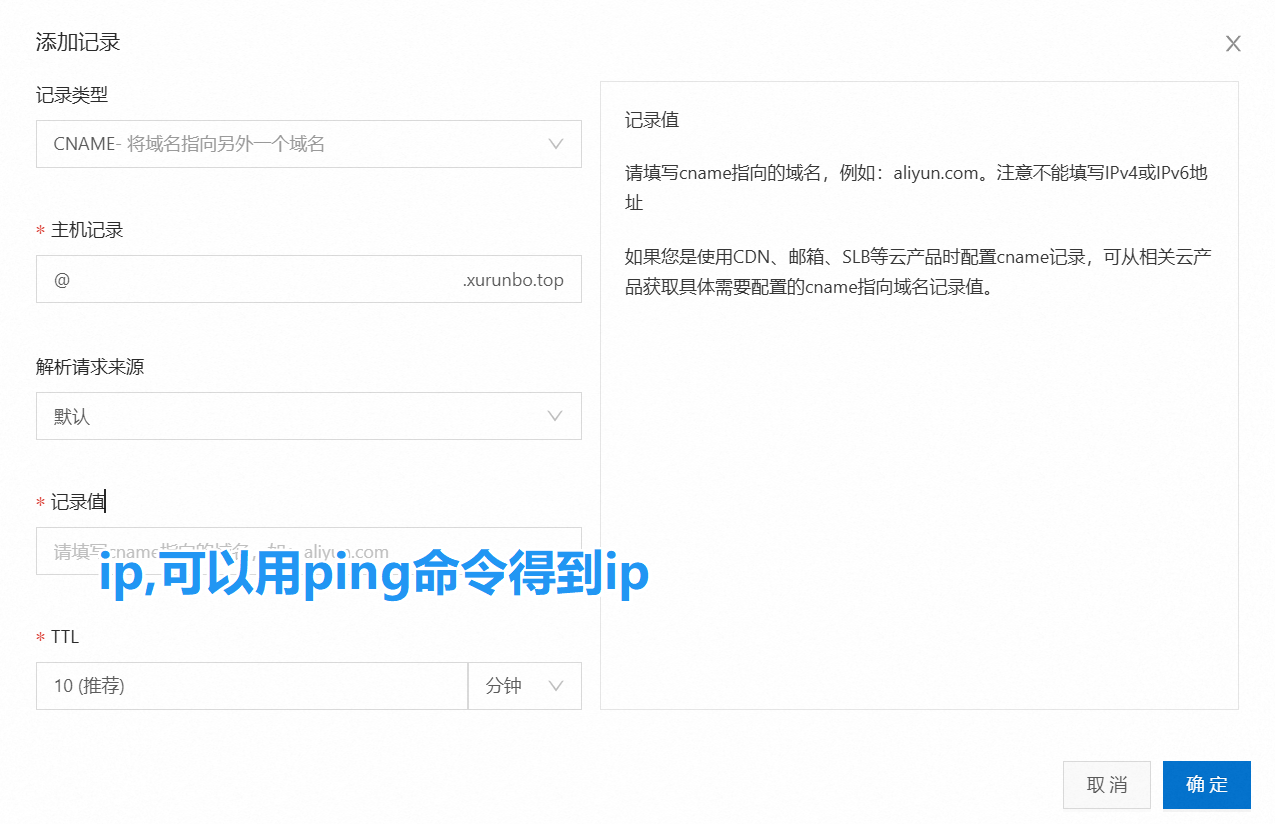 添加记录
记录类型
CNAME- 将域名指向另外一个域名
* 主机记录
@ .xurunbo.top
解析请求来源
默认
* 记录值
请填写cname指向的域名，如：aliyun.com
ip,可以用ping命令得到ip
* TTL
10 (推荐) 分钟
记录值
请填写cname指向的域名，例如：aliyun.com。注意不能填写IPv4或IPv6地
址
如果您是使用CDN、邮箱、SLB等云产品时配置cname记录，可从相关云产
品获取具体需要配置的cname指向域名记录值。
取消 确定